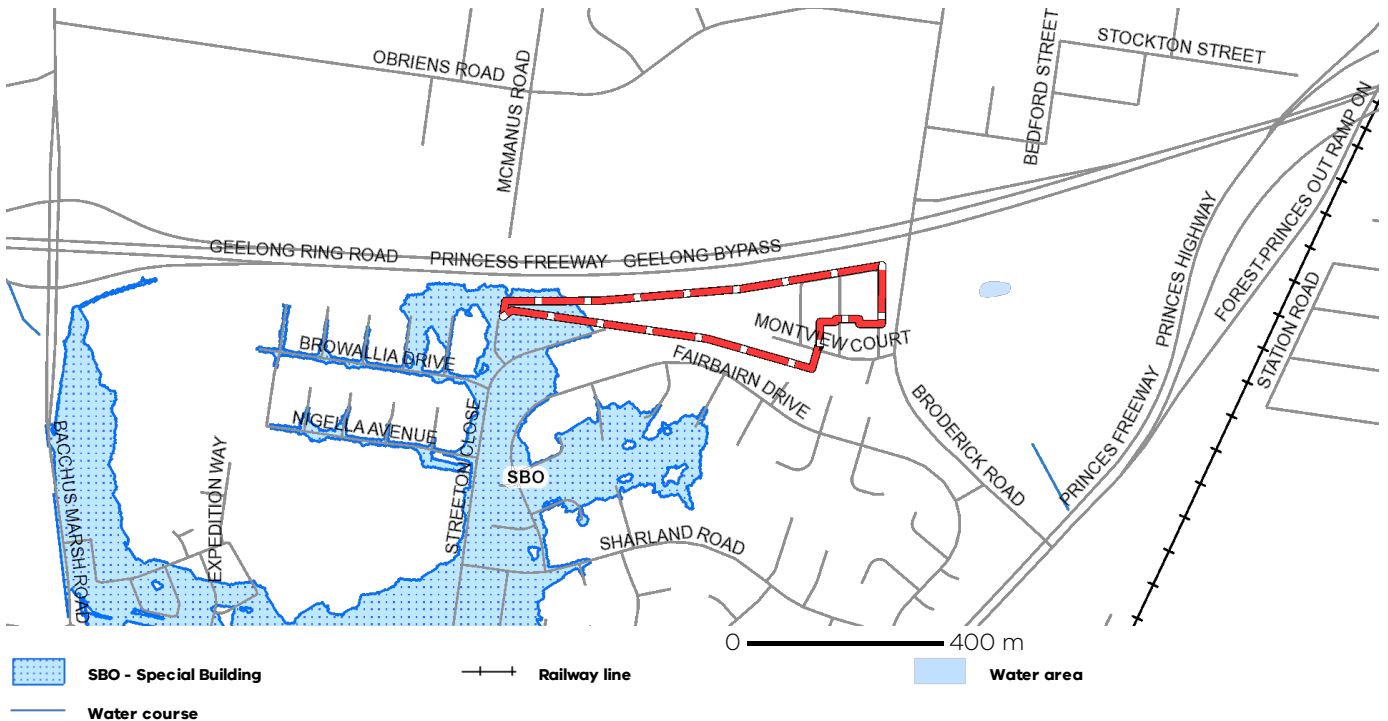 STOCKTON STREET
OBRIENS ROAD
MCMANUS ROAD
BEDFORD STREET
FOREST-PRINCES OUT RAMP ON
PRINCES HIGHWAY
GEELONG RING ROAD
PRINCESS FREEWAY
GEELONG BYPASS
STATION ROAD
MONTVIEW COURT
BROWALLIA DRIVE
FAIRBAIRN DRIVE
BRODERICK ROAD
PRINCES FREEWAY
NIGELLA AVENUE
STREETON CLOSE
BACCHUS MARSH ROAD
EXPEDITION WAY
SBO
SHARLAND ROAD
0 400 m
SBO - Special Building
Railway line
Water area
Water course